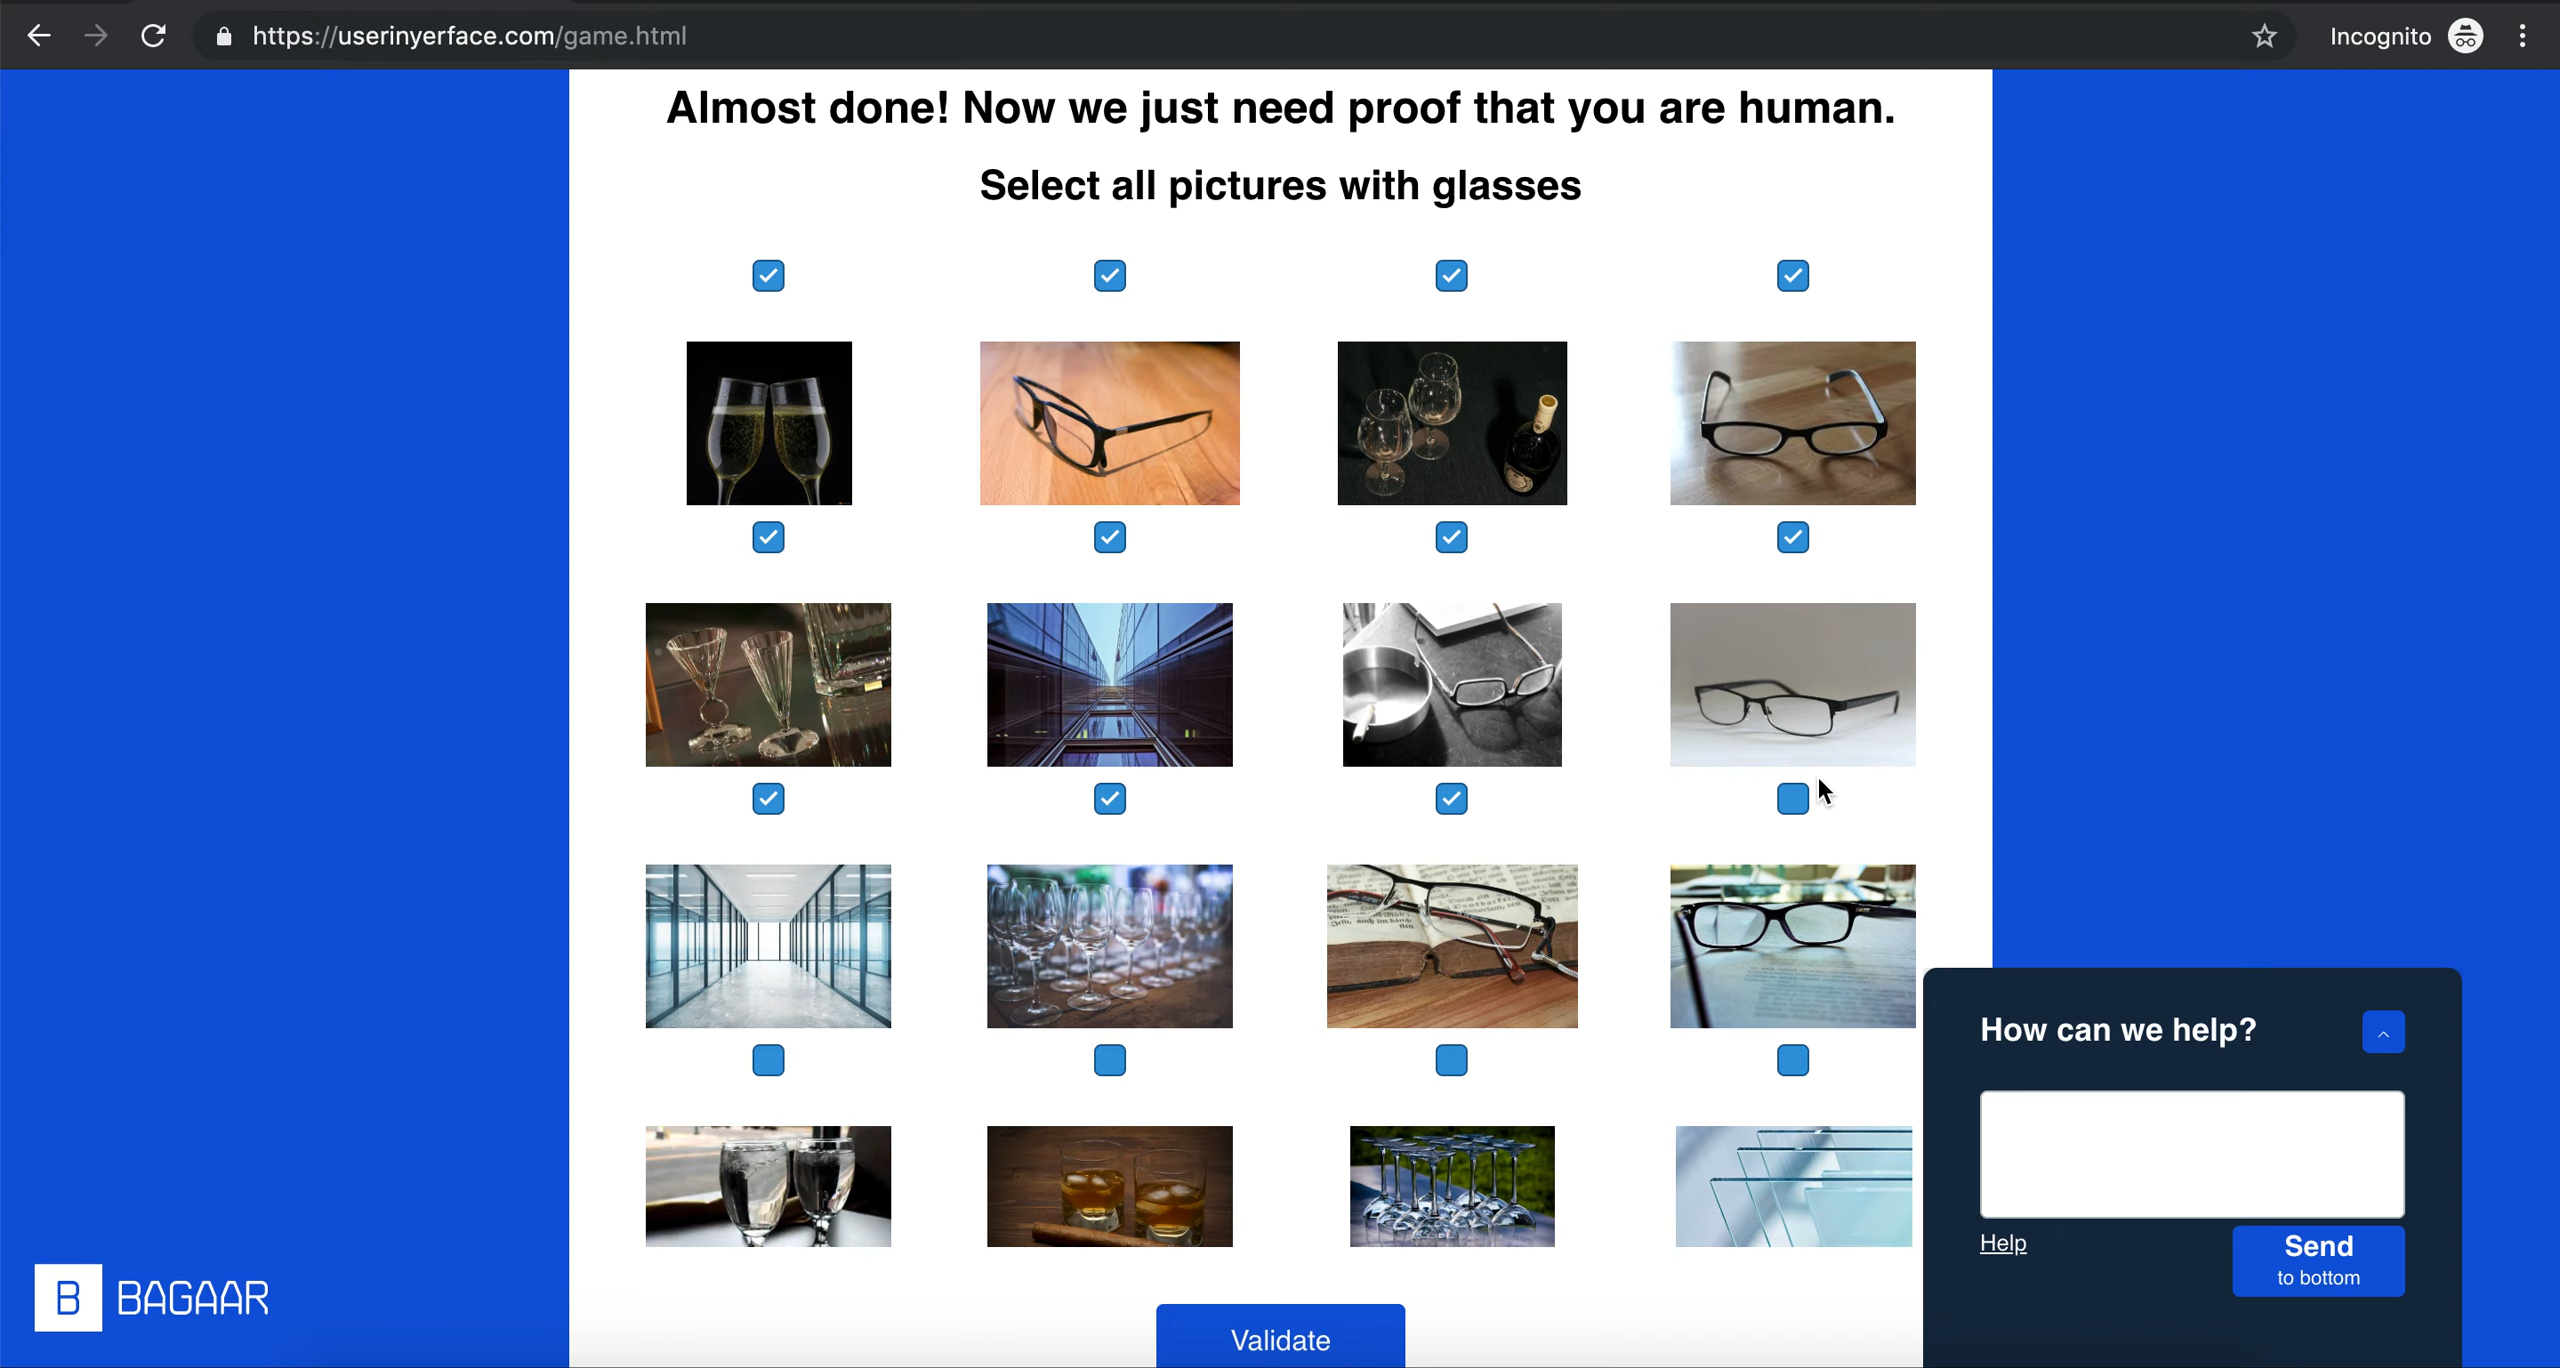 https://userinyerface.com/game.html
Incognito
Almost done! Now we just need proof that you are human.
Select all pictures with glasses
How can we help?
Help
Send
to bottom
B BAGAAR
Validate